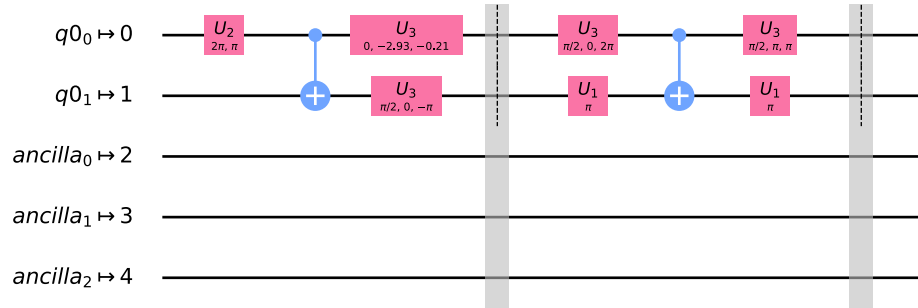 q0₀ ↦ 0
U₂
2π, π
U₃
0, −2.93, −0.21
U₃
π/2, 0, 2π
U₃
π/2, π, π
q0₁ ↦ 1
U₃
π/2, 0, −π
U₁
π
U₁
π
ancilla₀ ↦ 2
ancilla₁ ↦ 3
ancilla₂ ↦ 4